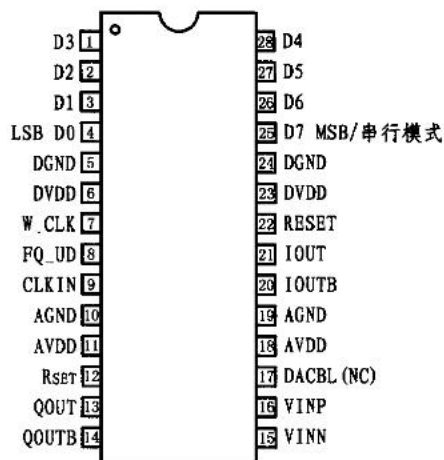 D3 1 28 D4
D2 2 27 D5
D1 3 26 D6
LSB D0 4 25 D7 MSB/串行模式
DGND 5 24 DGND
DVDD 6 23 DVDD
W_CLK 7 22 RESET
FQ_UD 8 21 IOUT
CLKIN 9 20 IOUTB
AGND 10 19 AGND
AVDD 11 18 AVDD
RSET 12 17 DACBL(NC)
QOUT 13 16 VINP
QOUTB 14 15 VINN